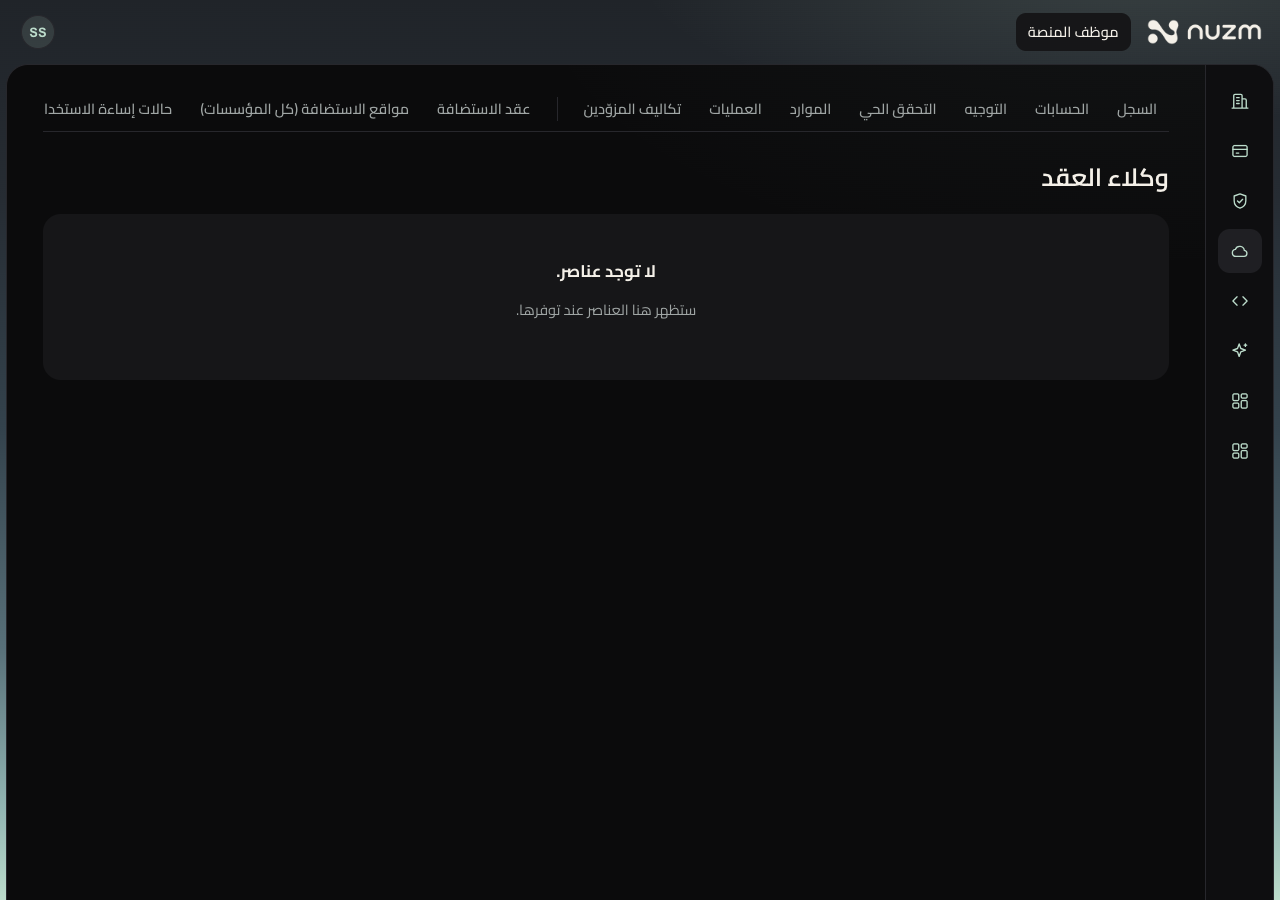 nuzm
موظف المنصة
SS
السجل
الحسابات
التوجيه
التحقق الحي
الموارد
العمليات
تكاليف المزوّدين
عقد الاستضافة
مواقع الاستضافة (كل المؤسسات)
حالات إساءة الاستخدا
وكلاء العقد
لا توجد عناصر.
ستظهر هنا العناصر عند توفرها.